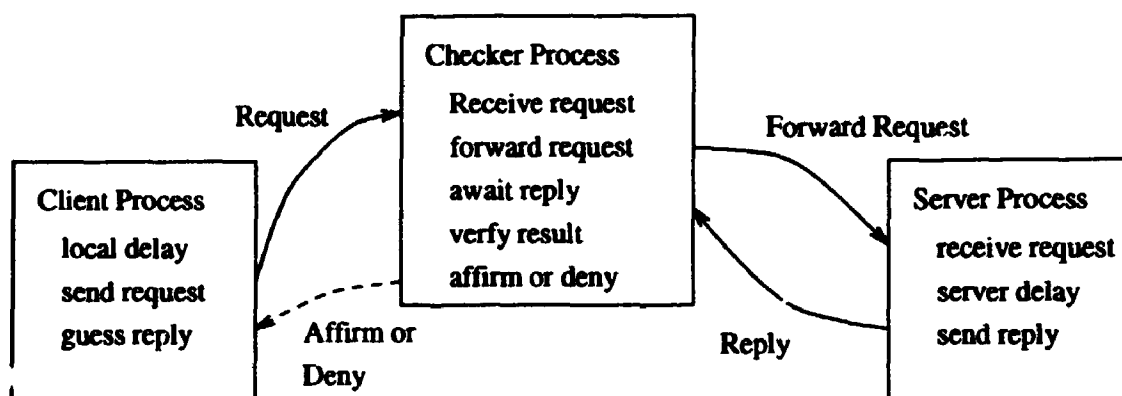 Checker Process
Receive request
forward request
await reply
verfy result
affirm or deny
Request
Forward Request
Client Process
local delay
send request
guess reply
Server Process
receive request
server delay
send reply
Affirm or
Deny
Reply